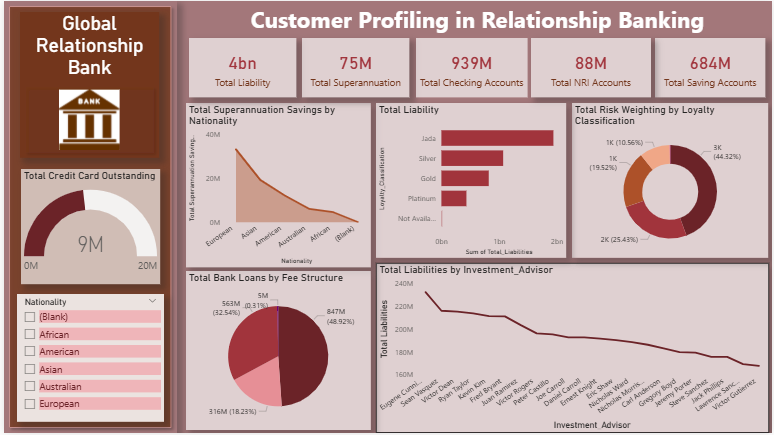 Global
Relationship
Bank
BANK
Customer Profiling in Relationship Banking
4bn
Total Liability
75M
Total Superannuation
939M
Total Checking Accounts
88M
Total NRI Accounts
684M
Total Saving Accounts
Total Credit Card Outstanding
9M
0M
20M
Nationality
(Blank)
African
American
Asian
Australian
European
Total Superannuation Savings by
Nationality
Total Superannuation Saving...
40M
20M
0M
European
Asian
American
Australian
African
(Blank)
Nationality
Total Liability
Loyalty_Classification
Jada
Silver
Gold
Platinum
Not Availa...
0bn
1bn
2bn
Sum of Total_Liabilities
Total Risk Weighting by Loyalty
Classification
1K (10.56%)
1K
(19.52%)
3K
(44.32%)
2K (25.43%)
Total Bank Loans by Fee Structure
5M
(0.31%)
563M
(32.54%)
847M
(48.92%)
316M (18.23%)
Total Liabilities by Investment_Advisor
Total Liabilities
240M
220M
200M
180M
160M
Eugene Cunni...
Sean Vasquez
Victor Dean
Ryan Taylor
Kevin Kim
Fred Bryant
Juan Ramirez
Victor Rogers
Peter Castillo
Joe Carroll
Daniel Carroll
Ernest Knight
Eric Shaw
Nicholas Ward
Nicholas Morris...
Carl Anderson
Gregory Boyd
Jeremy Porter
Steve Sanchez
Jack Phillips
Lawrence Sanc...
Victor Gutierrez
Investment_Advisor